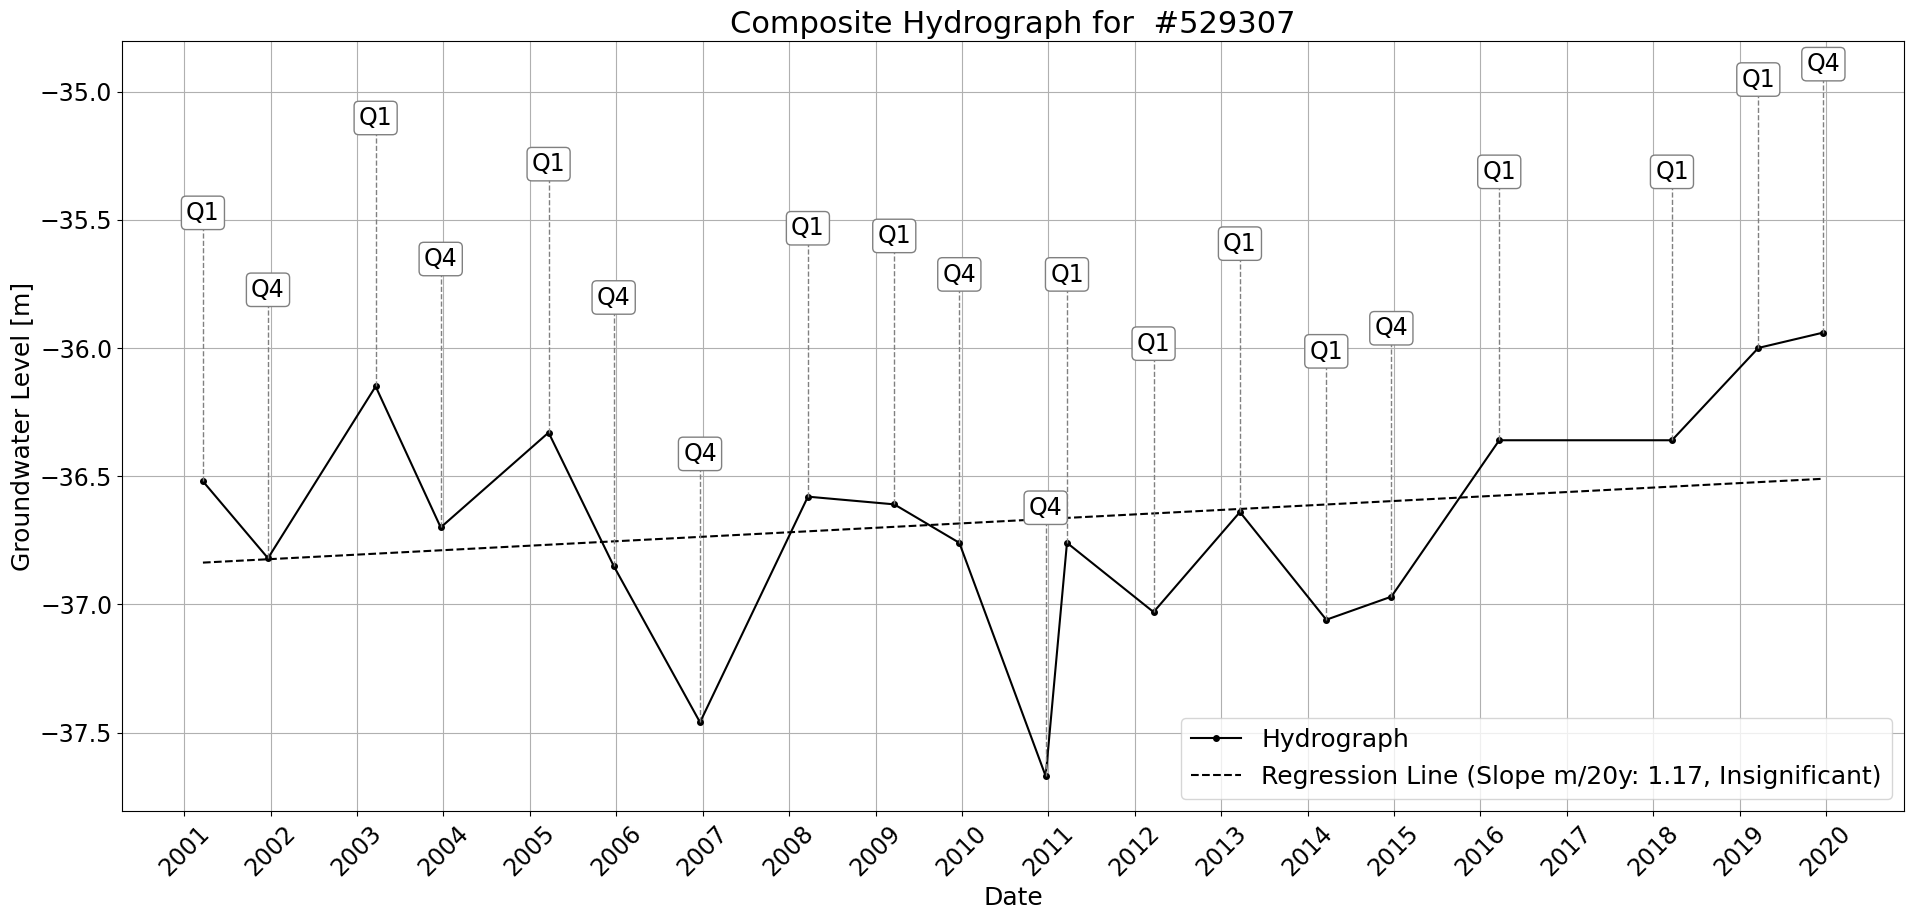 Composite Hydrograph for  #529307
Groundwater Level [m]
−35.0
−35.5
−36.0
−36.5
−37.0
−37.5
Q1
Q4
Q1
Q4
Q1
Q4
Q4
Q1
Q1
Q4
Q4
Q1
Q1
Q1
Q1
Q4
Q1
Q1
Q1
Q4
Hydrograph
Regression Line (Slope m/20y: 1.17, Insignificant)
2001
2002
2003
2004
2005
2006
2007
2008
2009
2010
2011
2012
2013
2014
2015
2016
2017
2018
2019
2020
Date